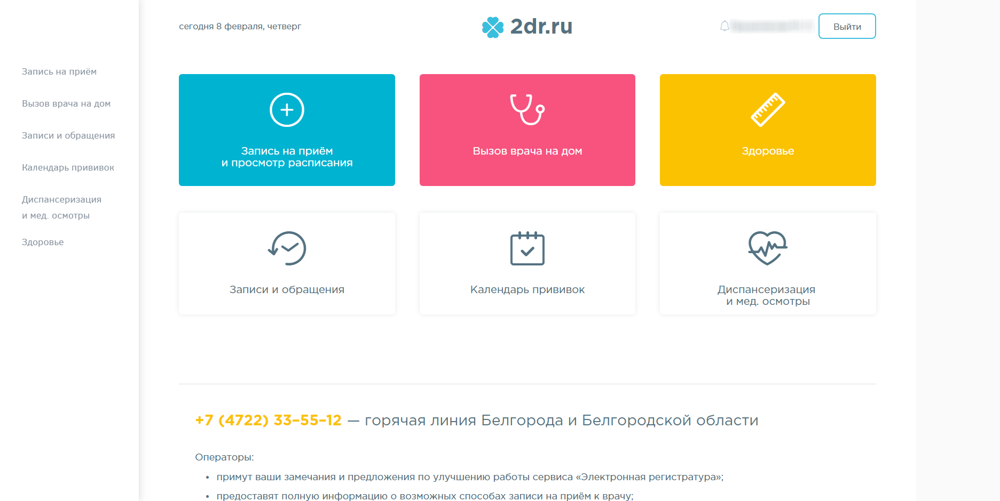 сегодня 8 февраля, четверг
2dr.ru
Выйти
Запись на приём
Вызов врача на дом
Записи и обращения
Календарь прививок
Диспансеризация
и мед. осмотры
Здоровье
Запись на приём
и просмотр расписания
Вызов врача на дом
Здоровье
Записи и обращения
Календарь прививок
Диспансеризация
и мед. осмотры
+7 (4722) 33-55-12 — горячая линия Белгорода и Белгородской области
Операторы:
• примут ваши замечания и предложения по улучшению работы сервиса «Электронная регистратура»;
• предоставят полную информацию о возможных способах записи на приём к врачу;